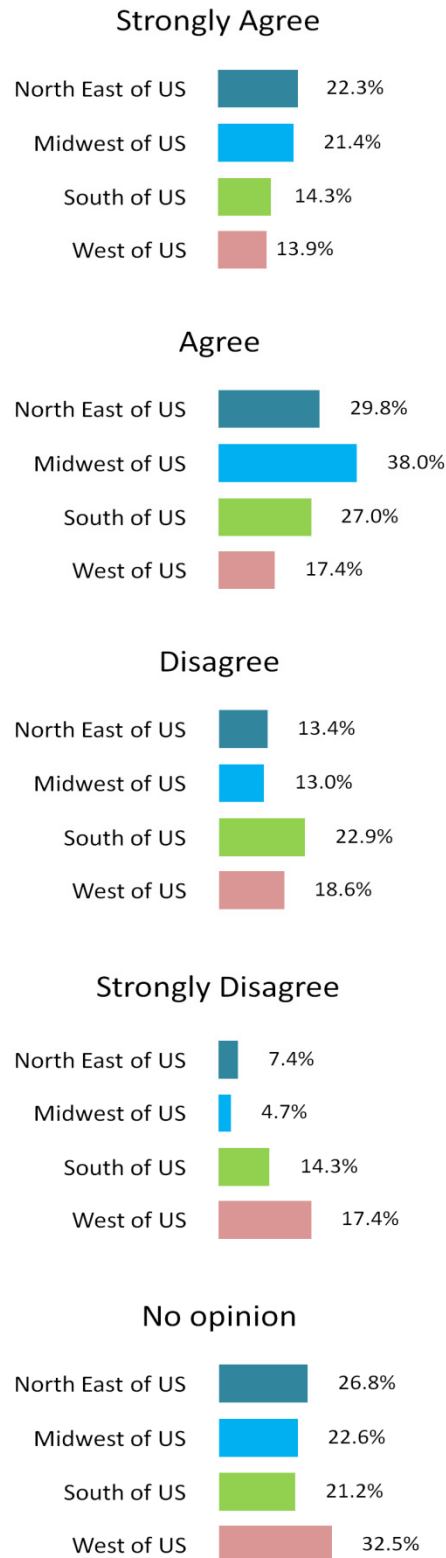 Strongly Agree
North East of US 22.3%
Midwest of US 21.4%
South of US 14.3%
West of US 13.9%
Agree
North East of US 29.8%
Midwest of US 38.0%
South of US 27.0%
West of US 17.4%
Disagree
North East of US 13.4%
Midwest of US 13.0%
South of US 22.9%
West of US 18.6%
Strongly Disagree
North East of US 7.4%
Midwest of US 4.7%
South of US 14.3%
West of US 17.4%
No opinion
North East of US 26.8%
Midwest of US 22.6%
South of US 21.2%
West of US 32.5%